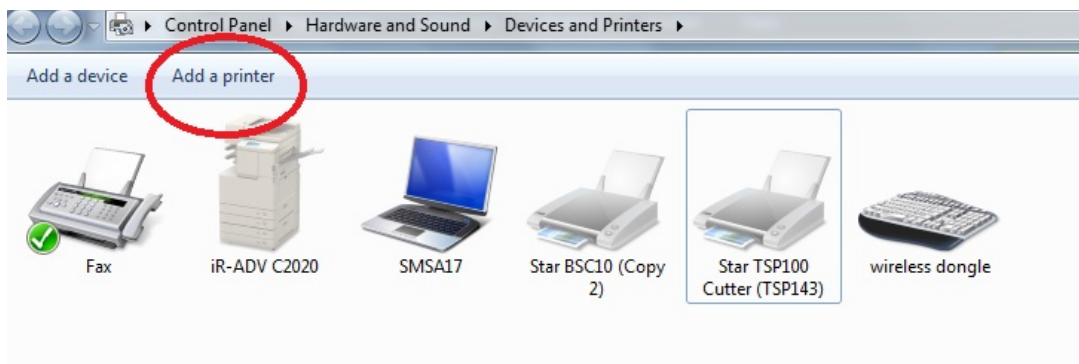 Control Panel ▸ Hardware and Sound ▸ Devices and Printers ▸
Add a device Add a printer
Fax iR-ADV C2020 SMSA17 Star BSC10 (Copy 2) Star TSP100 Cutter (TSP143) wireless dongle